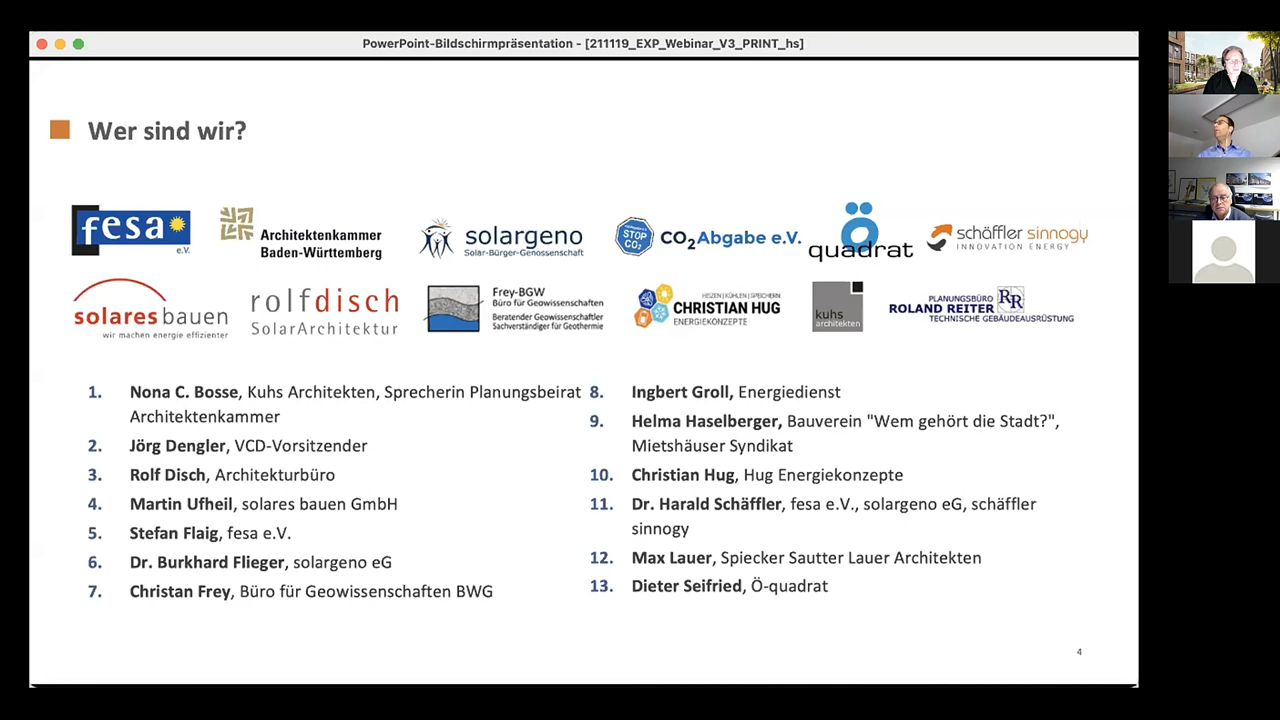 PowerPoint-Bildschirmpräsentation - [211119_EXP_Webinar_V3_PRINT_hs]
Wer sind wir?
fesa
e.V.
Architektenkammer
Baden-Württemberg
solargeno
Solar-Bürger-Genossenschaft
STOP
CO2
CO2Abgabe e.V.
ö
quadrat
schäffler sinnogy
INNOVATION ENERGY
solares bauen
wir machen energie effizienter
rolfdisch
SolarArchitektur
Frey-BGW
Büro für Geowissenschaften
Beratender Geowissenschaftler
Sachverständiger für Geothermie
HEIZEN | KÜHLEN | SPEICHERN
CHRISTIAN HUG
ENERGIEKONZEPTE
kuhs
architekten
PLANUNGSBÜRO
ROLAND REITER
RR
TECHNISCHE GEBÄUDEAUSRÜSTUNG
1. Nona C. Bosse, Kuhs Architekten, Sprecherin Planungsbeirat
Architektenkammer
2. Jörg Dengler, VCD-Vorsitzender
3. Rolf Disch, Architekturbüro
4. Martin Ufheil, solares bauen GmbH
5. Stefan Flaig, fesa e.V.
6. Dr. Burkhard Flieger, solargeno eG
7. Christan Frey, Büro für Geowissenschaften BWG
8. Ingbert Groll, Energiedienst
9. Helma Haselberger, Bauverein "Wem gehört die Stadt?",
Mietshäuser Syndikat
10. Christian Hug, Hug Energiekonzepte
11. Dr. Harald Schäffler, fesa e.V., solargeno eG, schäffler
sinnogy
12. Max Lauer, Spiecker Sautter Lauer Architekten
13. Dieter Seifried, Ö-quadrat
4